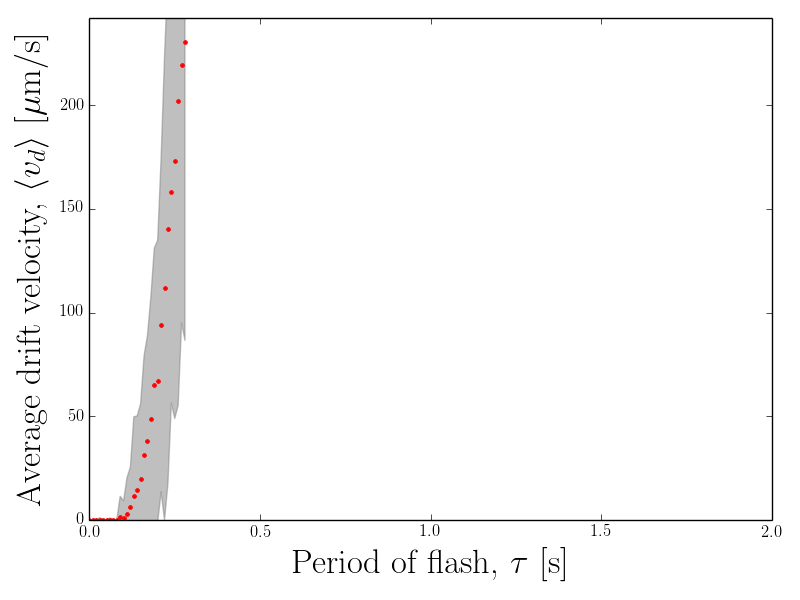 Average drift velocity, ⟨v_d⟩ [μm/s]
200
150
100
50
0
0.0 0.5 1.0 1.5 2.0
Period of flash, τ [s]